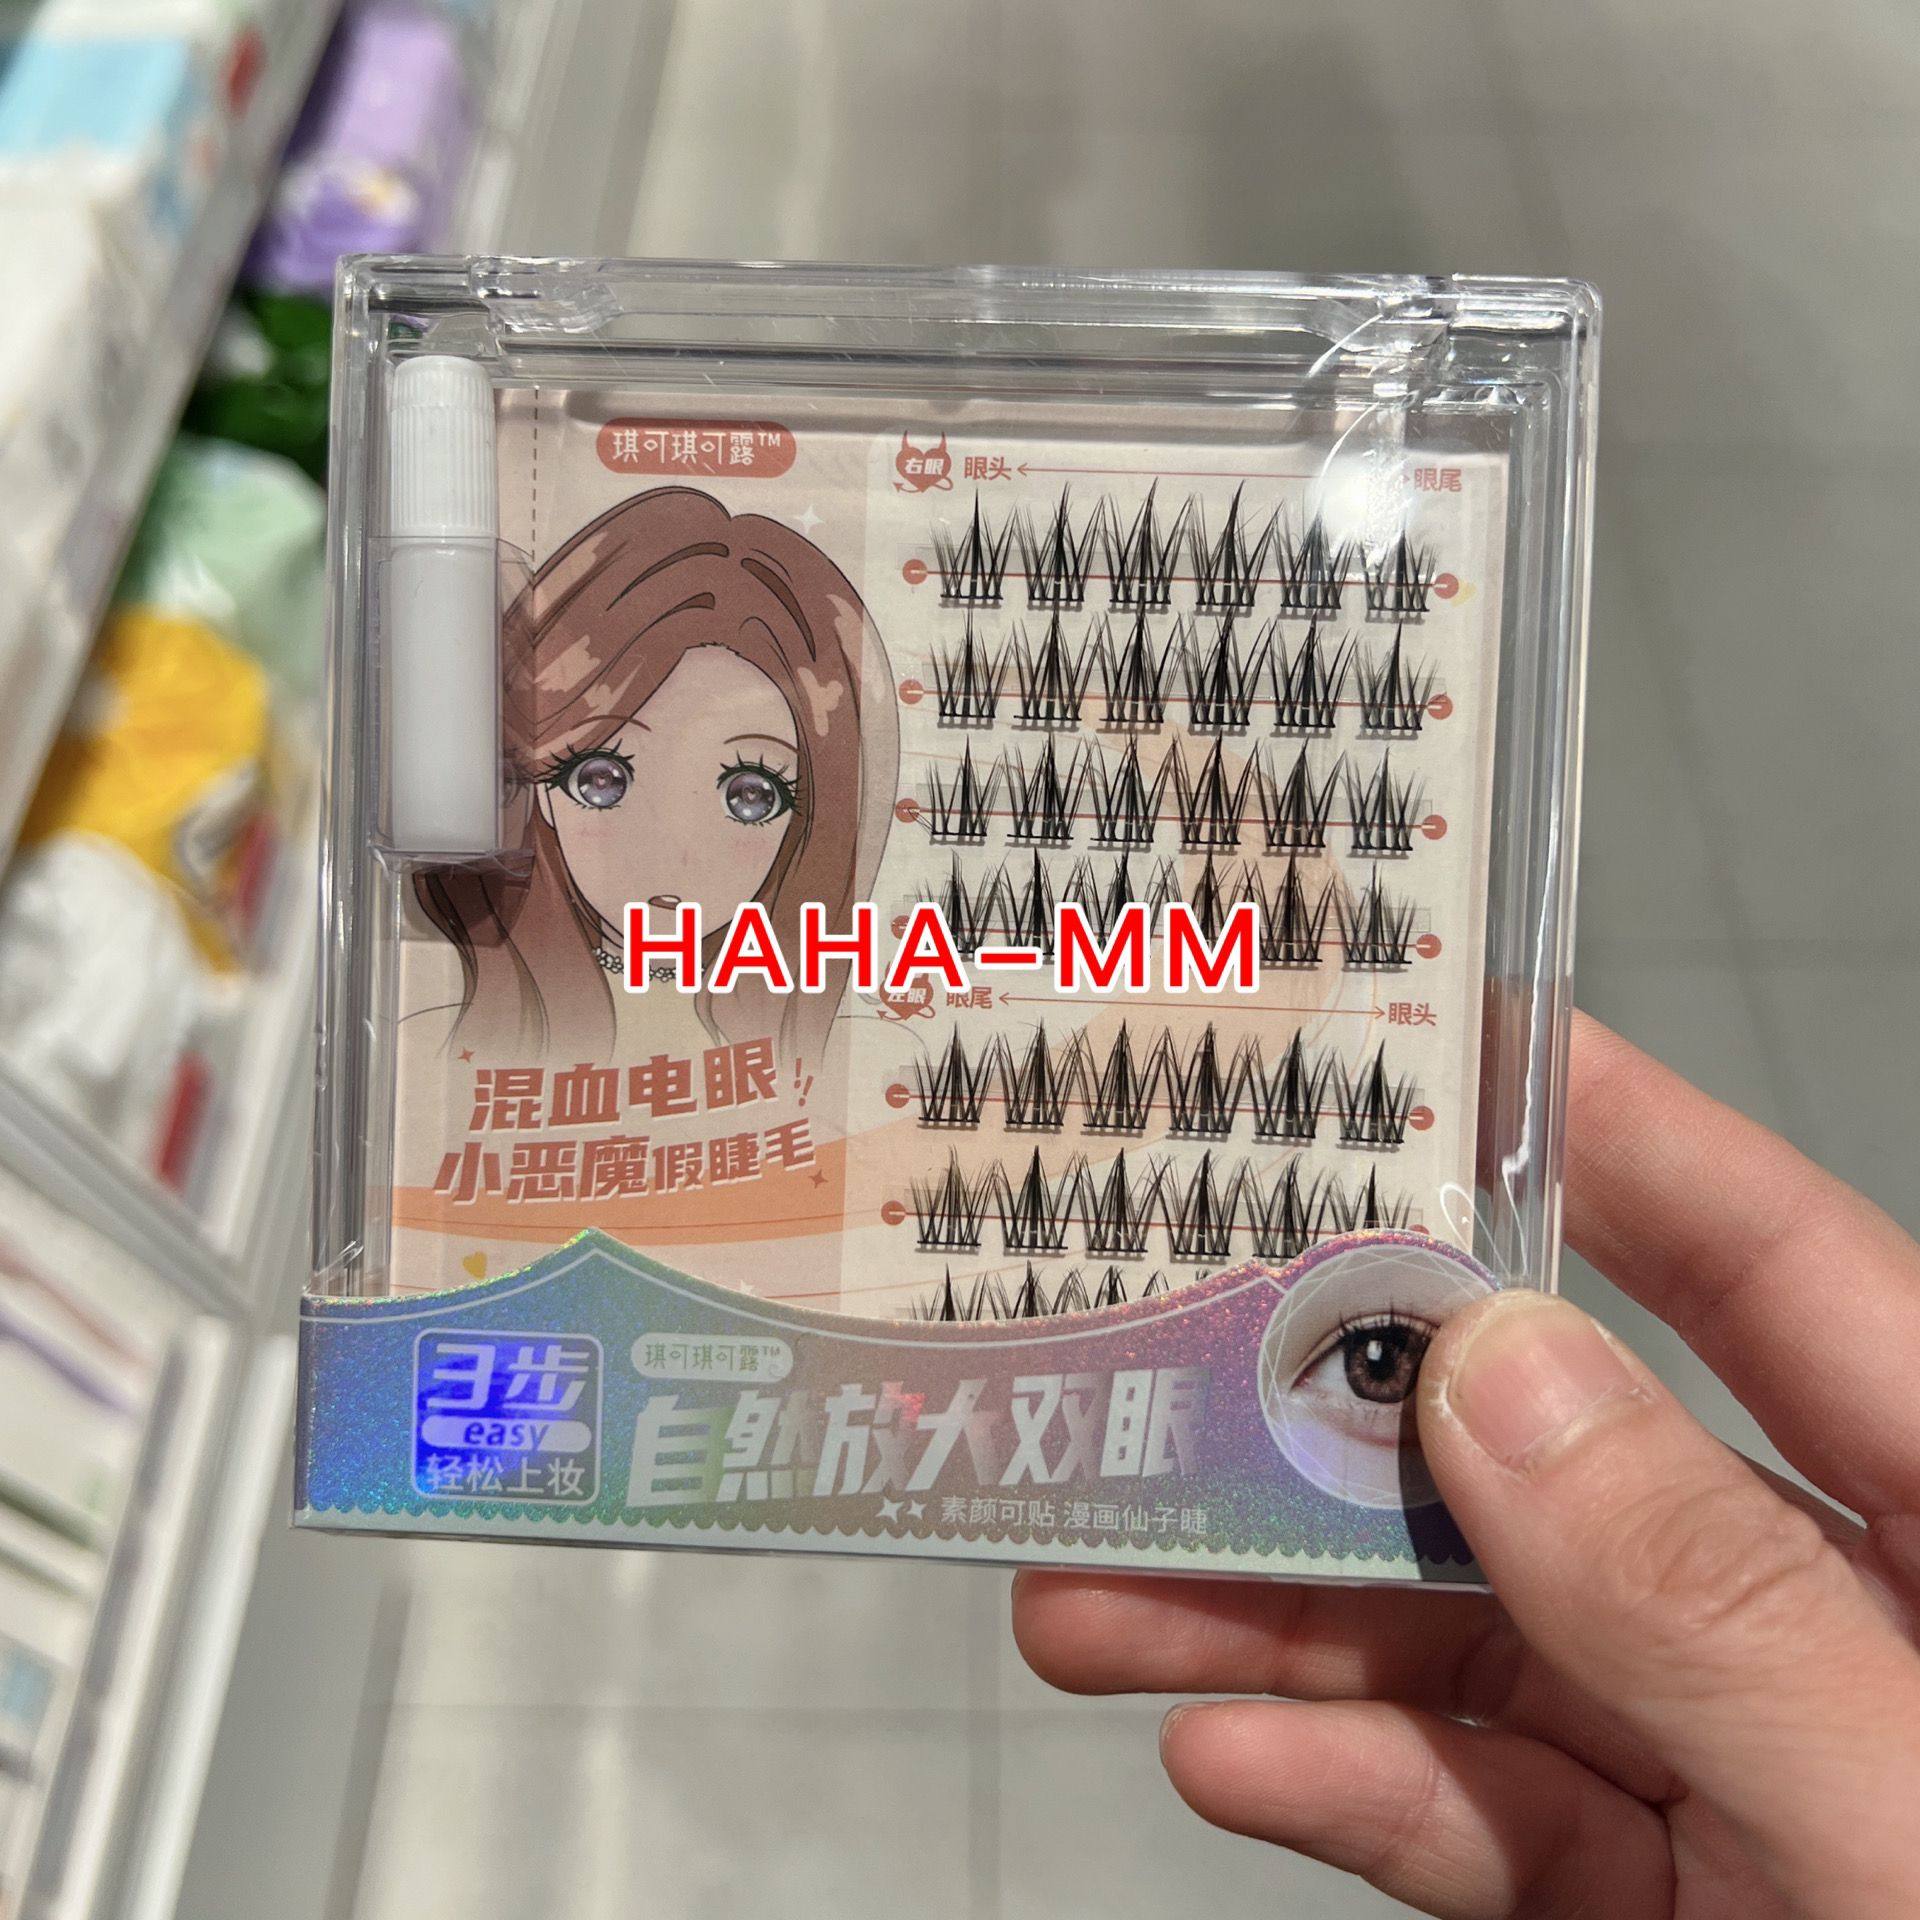 琪可琪可露™
右眼 眼头 眼尾
HAHA-MM
左眼 眼尾 眼头
混血电眼!!
小恶魔假睫毛
3步
easy
轻松上妆
琪可琪可露™
自然放大双眼
素颜可贴 漫画仙子睫